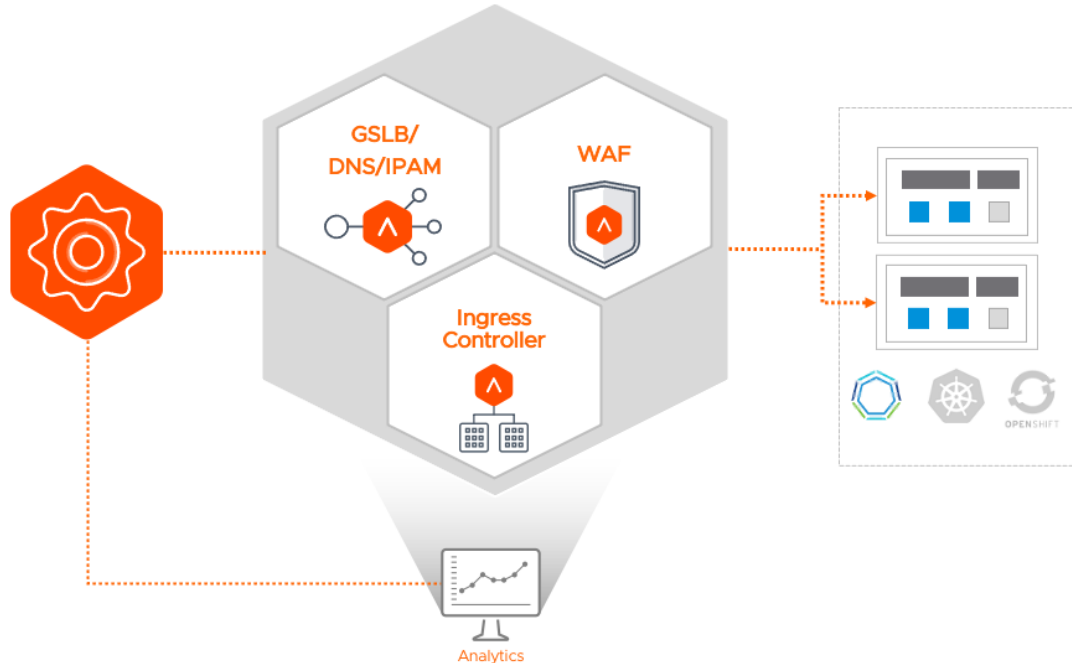 GSLB/
DNS/IPAM
WAF
Ingress
Controller
OPENSHIFT
Analytics